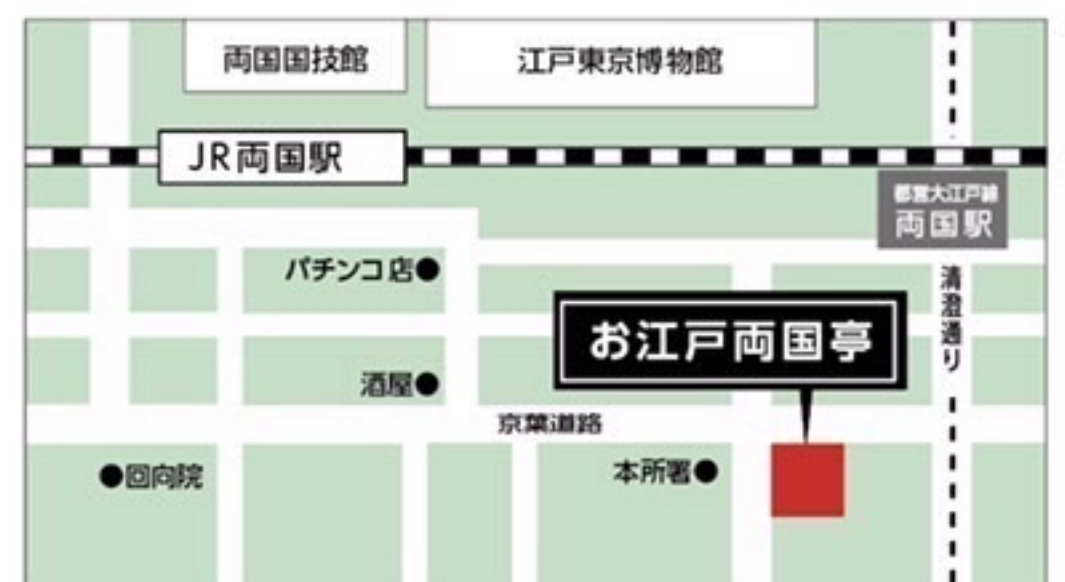 両国国技館
江戸東京博物館
JR両国駅
都営大江戸線
両国駅
パチンコ店
清澄通り
お江戸両国亭
酒屋
京葉道路
回向院
本所署